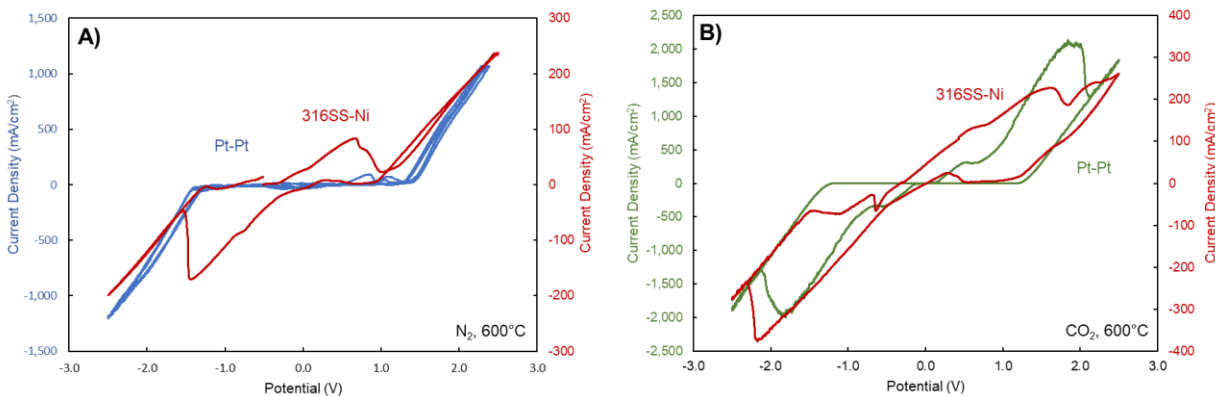 A)
1,500
1,000
500
0
-500
-1,000
1,500
Current Density (mA/cm²)
-3.0 -2.0 -1.0 0.0 1.0 2.0 3.0
Potential (V)
300
200
100
0
-100
-200
-300
Current Density (mA/cm²)
316SS-Ni
Pt-Pt
N₂, 600°C
B)
2,500
2,000
1,500
1,000
500
0
-500
-1,000
-1,500
-2,000
-2,500
Current Density (mA/cm²)
-3.0 -2.0 -1.0 0.0 1.0 2.0 3.0
Potential (V)
400
300
200
100
0
-100
-200
-300
-400
Current Density (mA/cm²)
316SS-Ni
Pt-Pt
CO₂, 600°C